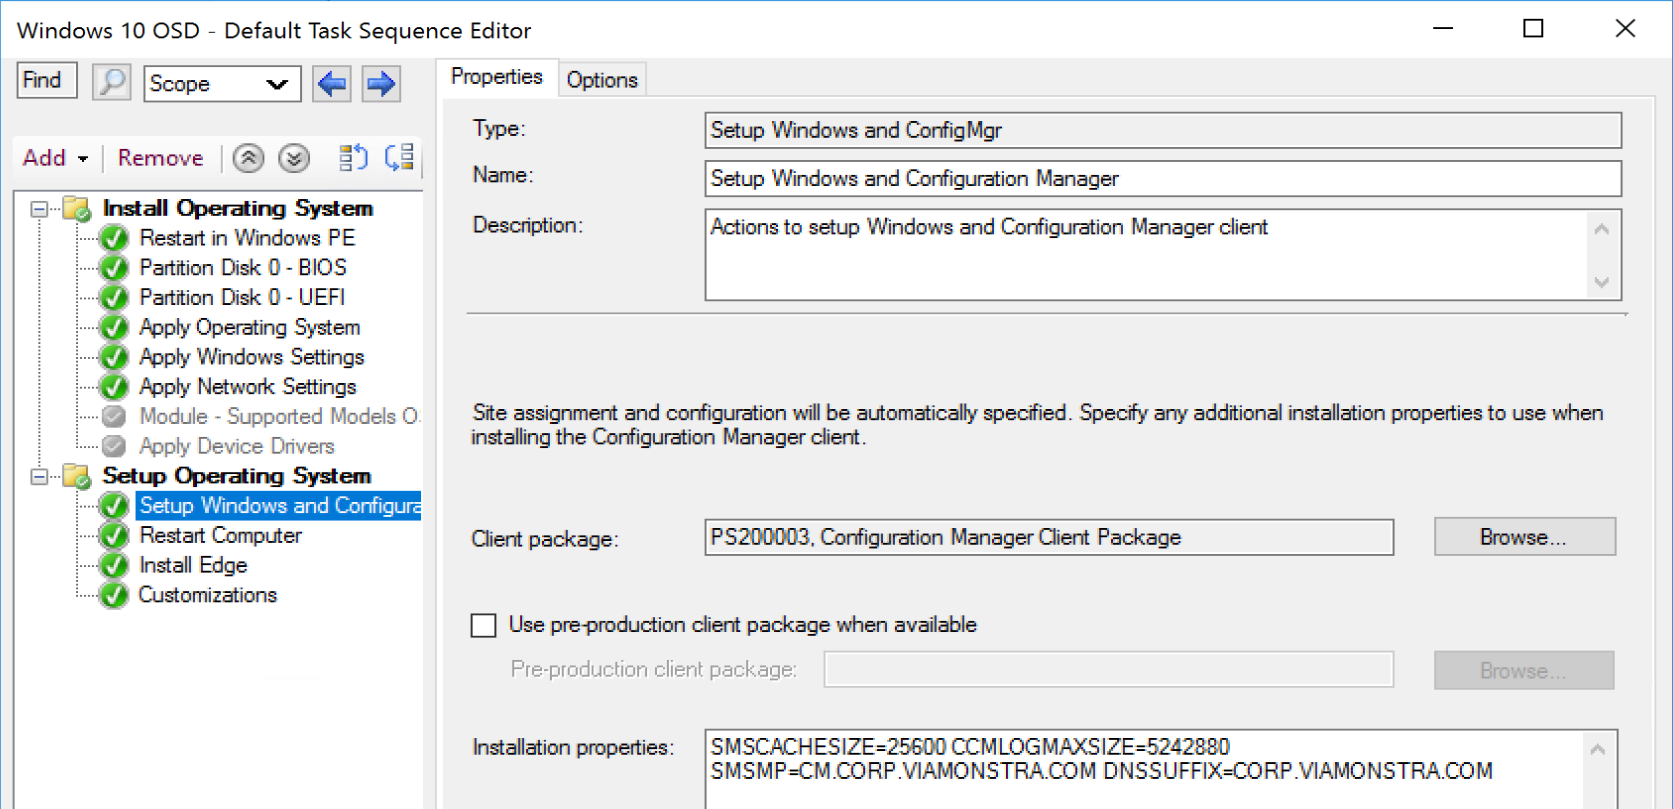 Windows 10 OSD - Default Task Sequence Editor
Find
Scope
Add
Remove
Install Operating System
Restart in Windows PE
Partition Disk 0 - BIOS
Partition Disk 0 - UEFI
Apply Operating System
Apply Windows Settings
Apply Network Settings
Module - Supported Models O
Apply Device Drivers
Setup Operating System
Setup Windows and Configura
Restart Computer
Install Edge
Customizations
Properties
Options
Type:
Setup Windows and ConfigMgr
Name:
Setup Windows and Configuration Manager
Description:
Actions to setup Windows and Configuration Manager client
Site assignment and configuration will be automatically specified. Specify any additional installation properties to use when
installing the Configuration Manager client.
Client package:
PS200003, Configuration Manager Client Package
Browse...
Use pre-production client package when available
Pre-production client package:
Browse...
Installation properties:
SMSCACHESIZE=25600 CCMLOGMAXSIZE=5242880
SMSMP=CM.CORP.VIAMONSTRA.COM DNSSUFFIX=CORP.VIAMONSTRA.COM